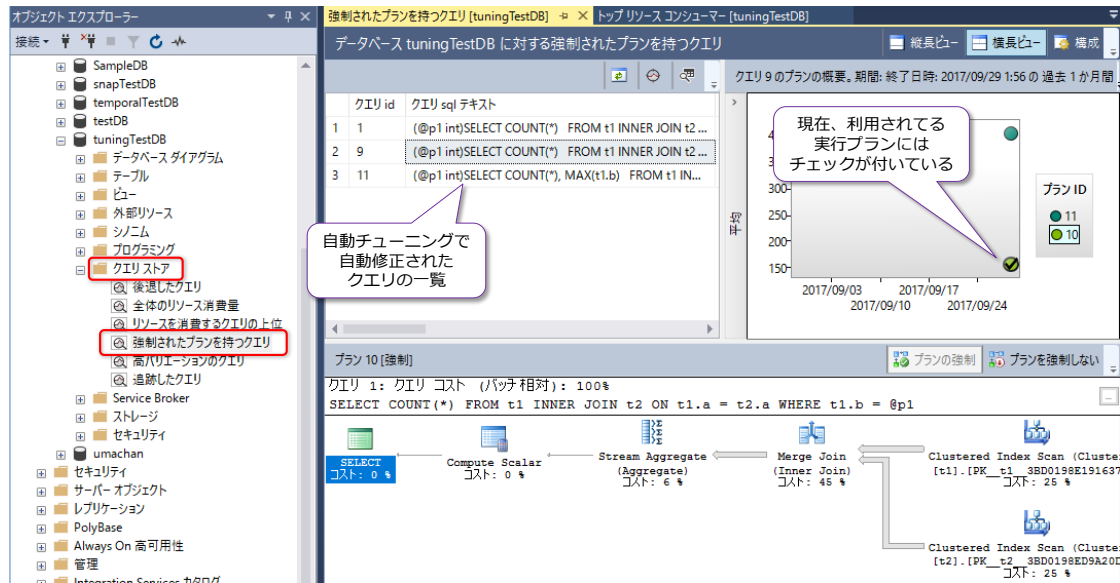 オブジェクト エクスプローラー
接続
SampleDB
snapTestDB
temporalTestDB
testDB
tuningTestDB
データベース ダイアグラム
テーブル
ビュー
外部リソース
シノニム
プログラミング
クエリ ストア
後退したクエリ
全体のリソース消費量
リソースを消費するクエリの上位
強制されたプランを持つクエリ
高バリエーションのクエリ
追跡したクエリ
Service Broker
ストレージ
セキュリティ
umachan
セキュリティ
サーバー オブジェクト
レプリケーション
PolyBase
Always On 高可用性
管理
Integration Services カタログ
強制されたプランを持つクエリ [tuningTestDB]
トップ リソース コンシューマー [tuningTestDB]
データベース tuningTestDB に対する強制されたプランを持つクエリ
縦長ビュー
横長ビュー
構成
クエリ id クエリ sql テキスト
1 1 (@p1 int)SELECT COUNT(*) FROM t1 INNER JOIN t2 ...
2 9 (@p1 int)SELECT COUNT(*) FROM t1 INNER JOIN t2 ...
3 11 (@p1 int)SELECT COUNT(*), MAX(t1.b) FROM t1 IN...
自動チューニングで
自動修正された
クエリの一覧
クエリ 9 のプランの概要。期間: 終了日時: 2017/09/29 1:56 の 過去 1 か月間
現在、利用されてる
実行プランには
チェックが付いている
平均
300
250
200
150
2017/09/03 2017/09/17
2017/09/10 2017/09/24
プラン ID
11
10
プラン 10 [強制]
プランの強制
プランを強制しない
クエリ 1: クエリ コスト (バッチ相対): 100%
SELECT COUNT(*) FROM t1 INNER JOIN t2 ON t1.a = t2.a WHERE t1.b = @p1
SELECT
コスト: 0 %
Compute Scalar
コスト: 0 %
Stream Aggregate
(Aggregate)
コスト: 6 %
Merge Join
(Inner Join)
コスト: 45 %
Clustered Index Scan (Cluste
[t1].[PK__t1__3BD0198E191637
コスト: 25 %
Clustered Index Scan (Cluste
[t2].[PK__t2__3BD0198ED9A20D
コスト: 25 %